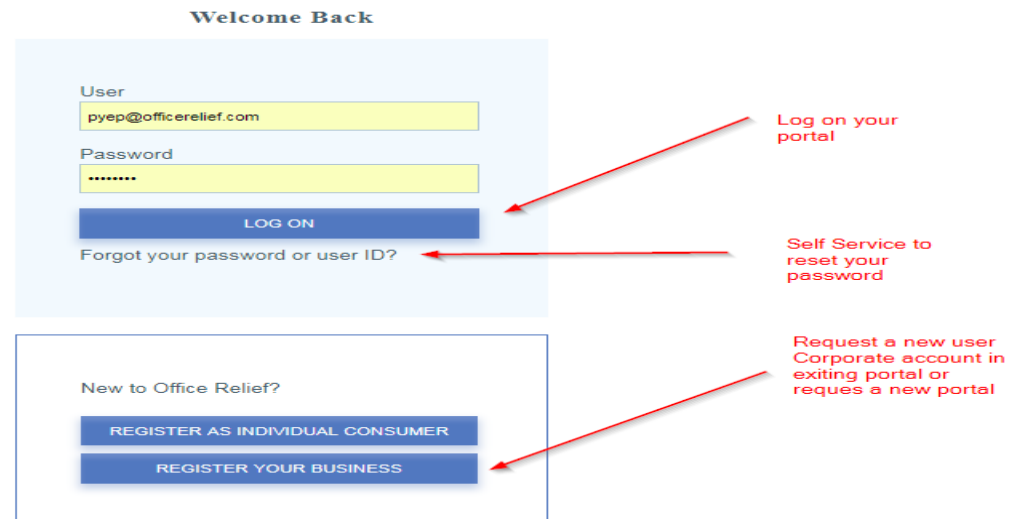 Welcome Back
User
pyep@officerelief.com
Password
••••••••
LOG ON
Forgot your password or user ID?
Log on your
portal
Self Service to
reset your
password
New to Office Relief?
REGISTER AS INDIVIDUAL CONSUMER
REGISTER YOUR BUSINESS
Request a new user
Corporate account in
exiting portal or
reques a new portal